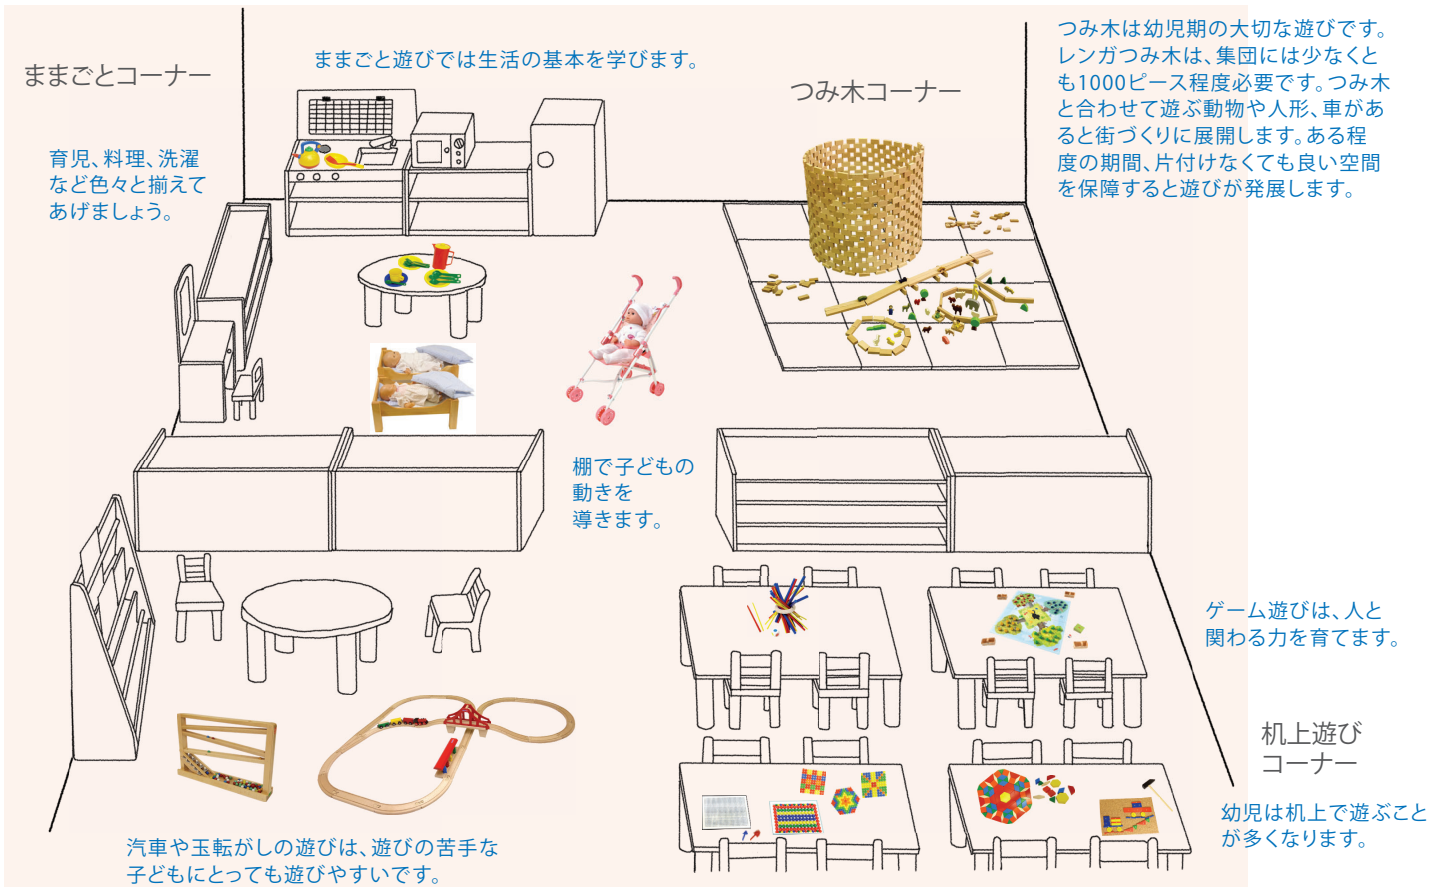 ままごとコーナー
ままごと遊びでは生活の基本を学びます。
育児、料理、洗濯
など色々と揃えて
あげましょう。
つみ木コーナー
つみ木は幼児期の大切な遊びです。
レンガつみ木は、集団には少なくと
も1000ピース程度必要です。つみ木
と合わせて遊ぶ動物や人形、車があ
ると街づくりに展開します。ある程
度の期間、片付けなくても良い空間
を保障すると遊びが発展します。
棚で子どもの
動きを
導きます。
ゲーム遊びは、人と
関わる力を育てます。
机上遊び
コーナー
幼児は机上で遊ぶこと
が多くなります。
汽車や玉転がしの遊びは、遊びの苦手な
子どもにとっても遊びやすいです。